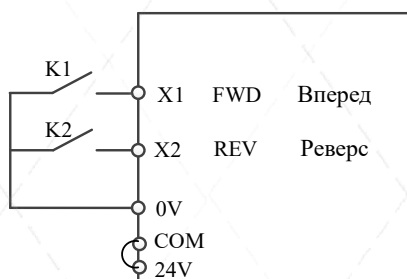 K1
X1 FWD Вперед
K2
X2 REV Реверс
0V
COM
24V